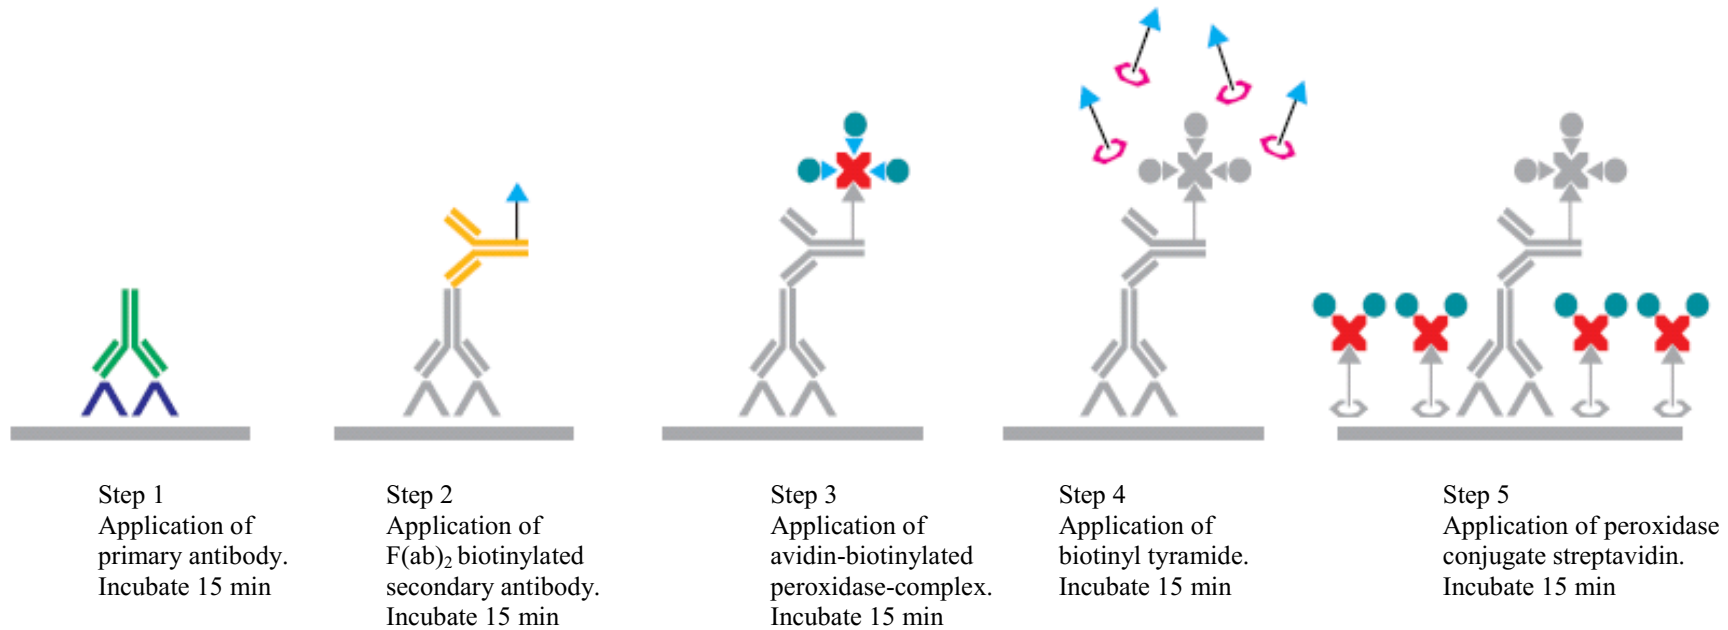 Step 1
Application of
primary antibody.
Incubate 15 min
Step 2
Application of
F(ab)₂ biotinylated
secondary antibody.
Incubate 15 min
Step 3
Application of
avidin-biotinylated
peroxidase-complex.
Incubate 15 min
Step 4
Application of
biotinyl tyramide.
Incubate 15 min
Step 5
Application of peroxidase
conjugate streptavidin.
Incubate 15 min